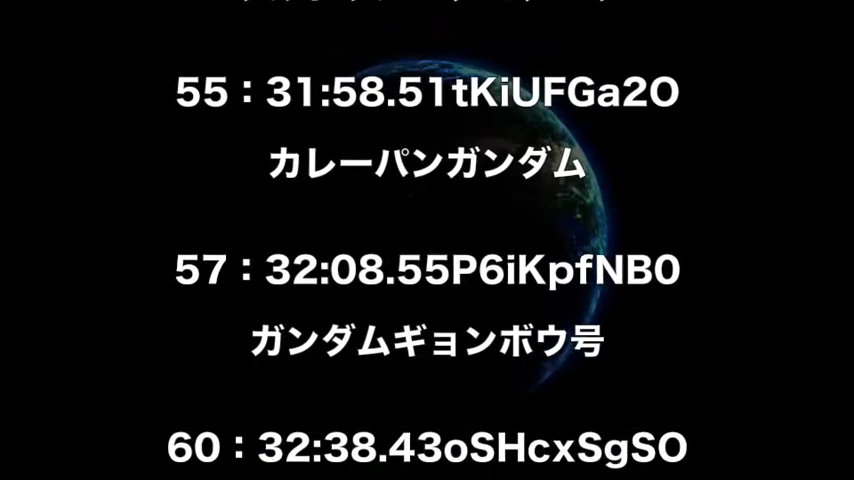 55：31:58.51tKiUFGa2O
カレーパンガンダム
57：32:08.55P6iKpfNB0
ガンダムギョンボウ号
60：32:38.43oSHcxSgSO